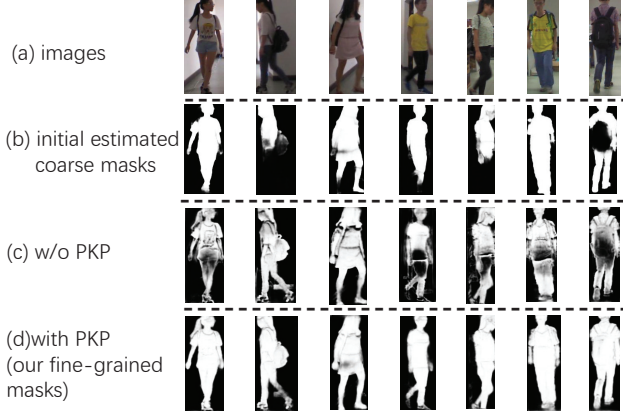 (a) images
(b) initial estimated
coarse masks
(c) w/o PKP
(d)with PKP
(our fine-grained
masks)